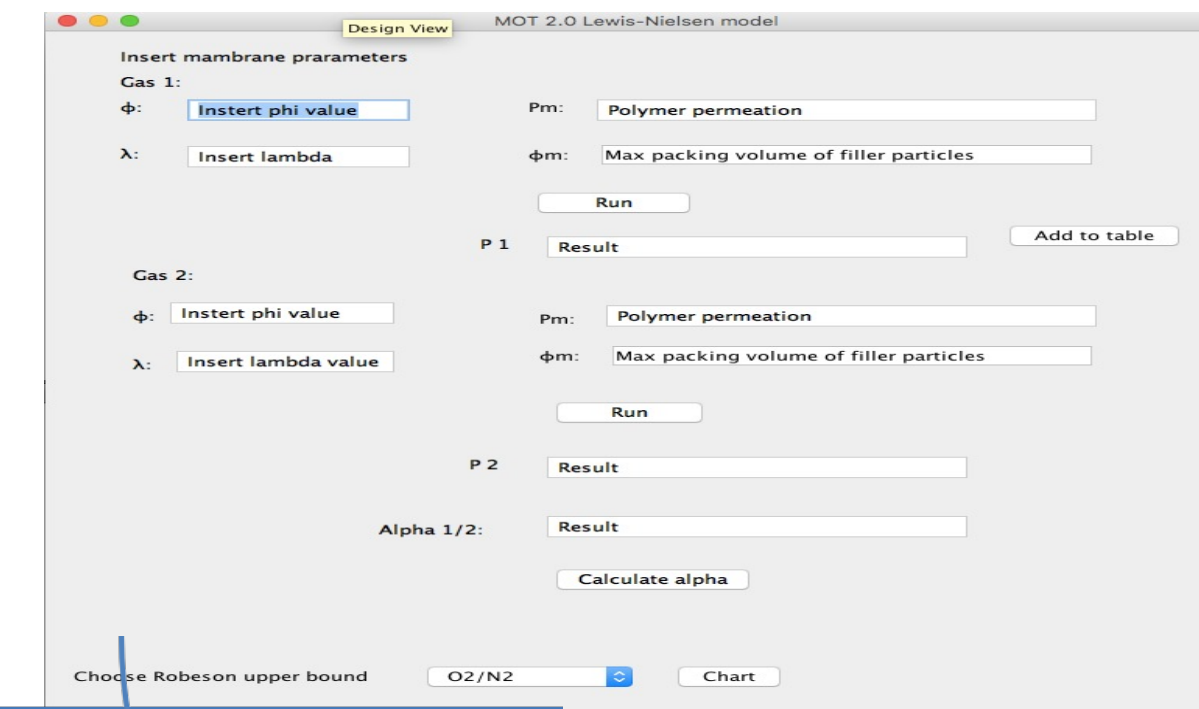 MOT 2.0 Lewis-Nielsen model
Design View
Insert mambrane prarameters
Gas 1:
ϕ: Instert phi value Pm: Polymer permeation
λ: Insert lambda ϕm: Max packing volume of filler particles
Run
P 1 Result Add to table
Gas 2:
ϕ: Instert phi value Pm: Polymer permeation
λ: Insert lambda value ϕm: Max packing volume of filler particles
Run
P 2 Result
Alpha 1/2: Result
Calculate alpha
Choose Robeson upper bound O2/N2 Chart